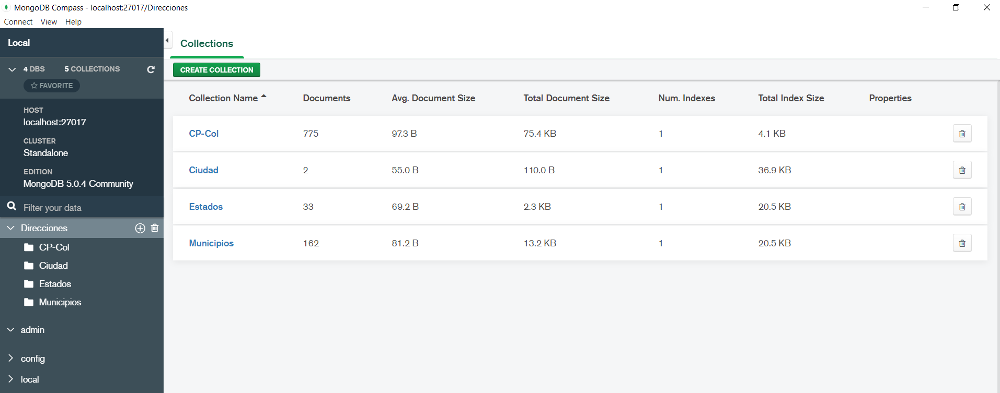 MongoDB Compass - localhost:27017/Direcciones
Connect View Help
Local
4 DBS 5 COLLECTIONS
FAVORITE
HOST
localhost:27017
CLUSTER
Standalone
EDITION
MongoDB 5.0.4 Community
Filter your data
Direcciones
CP-Col
Ciudad
Estados
Municipios
admin
config
local
Collections
CREATE COLLECTION
Collection Name Documents Avg. Document Size Total Document Size Num. Indexes Total Index Size Properties
CP-Col 775 97.3 B 75.4 KB 1 4.1 KB
Ciudad 2 55.0 B 110.0 B 1 36.9 KB
Estados 33 69.2 B 2.3 KB 1 20.5 KB
Municipios 162 81.2 B 13.2 KB 1 20.5 KB